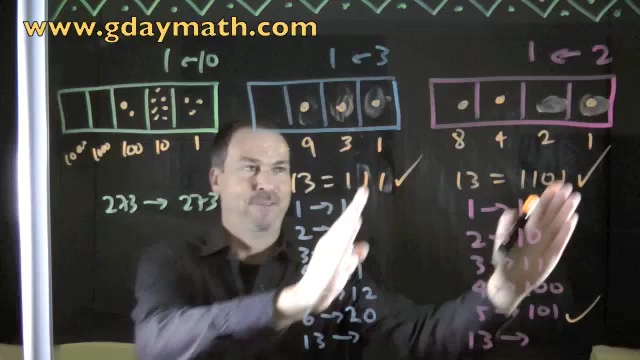 www.gdaymath.com
1 ← 10
1 ← 3
1 ← 2
1000 100 10 1
9 3 1
8 4 2 1
273 → 273
13 = 111 ✓
13 = 1101 ✓
1 →
2 →
12
6 → 20
13 →
1 → 1
2 → 10
3 → 11
4 → 100
5 → 101 ✓
13 →